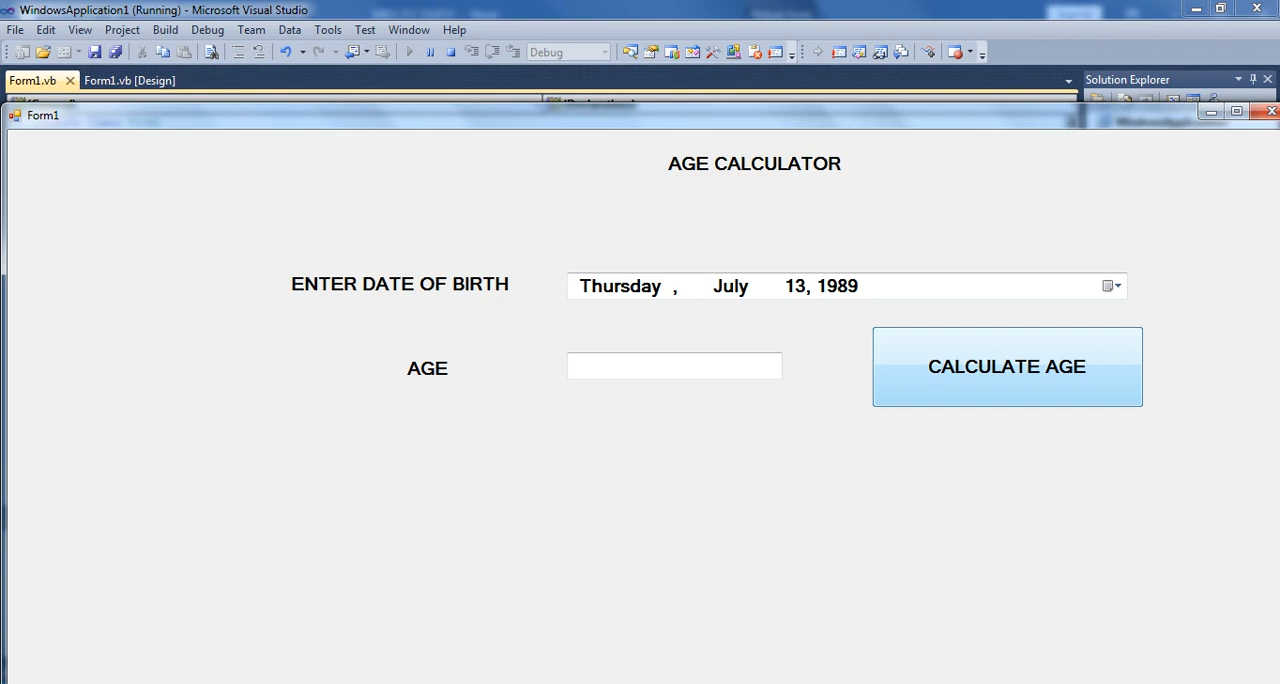 WindowsApplication1 (Running) - Microsoft Visual Studio
File Edit View Project Build Debug Team Data Tools Test Window Help
Debug
Form1.vb Form1.vb [Design] Solution Explorer
Form1
AGE CALCULATOR
ENTER DATE OF BIRTH Thursday , July 13, 1989
AGE CALCULATE AGE